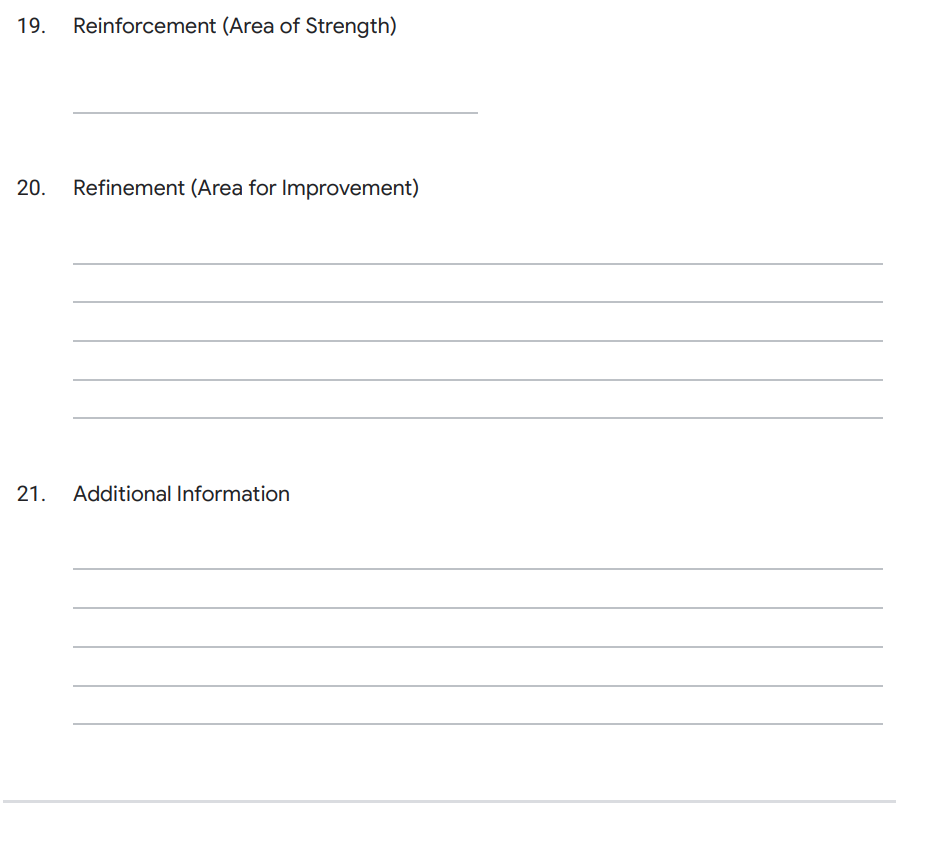 19. Reinforcement (Area of Strength)
20. Refinement (Area for Improvement)
21. Additional Information